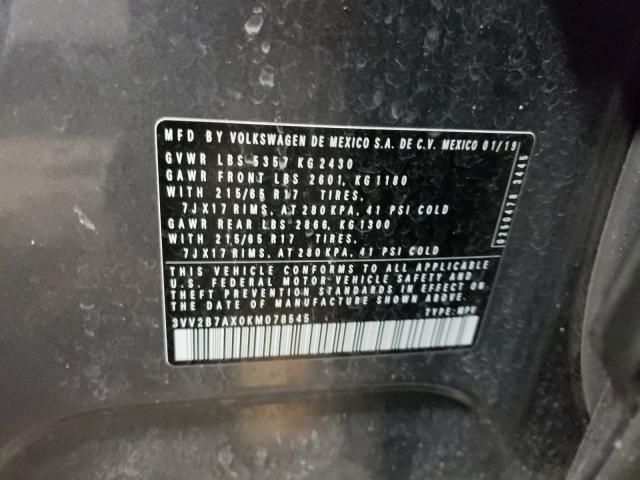 MFD BY VOLKSWAGEN DE MEXICO S.A. DE C.V. MEXICO 01/19
GVWR LBS 5357 KG 2430
GAWR FRONT LBS 2601, KG 1180
WITH 215/65 R17 TIRES,
7JX17 RIMS, AT 280 KPA, 41 PSI COLD
GAWR REAR LBS 2866, KG 1300
WITH 215/65 R17 TIRES,
7JX17 RIMS, AT 280 KPA, 41 PSI COLD
THIS VEHICLE CONFORMS TO ALL APPLICABLE
U.S. FEDERAL MOTOR VEHICLE SAFETY AND
THEFT PREVENTION STANDARDS IN EFFECT ON
THE DATE OF MANUFACTURE SHOWN ABOVE.
3VV2B7AX0KM078545 TYPE: MPV
0250478 3445